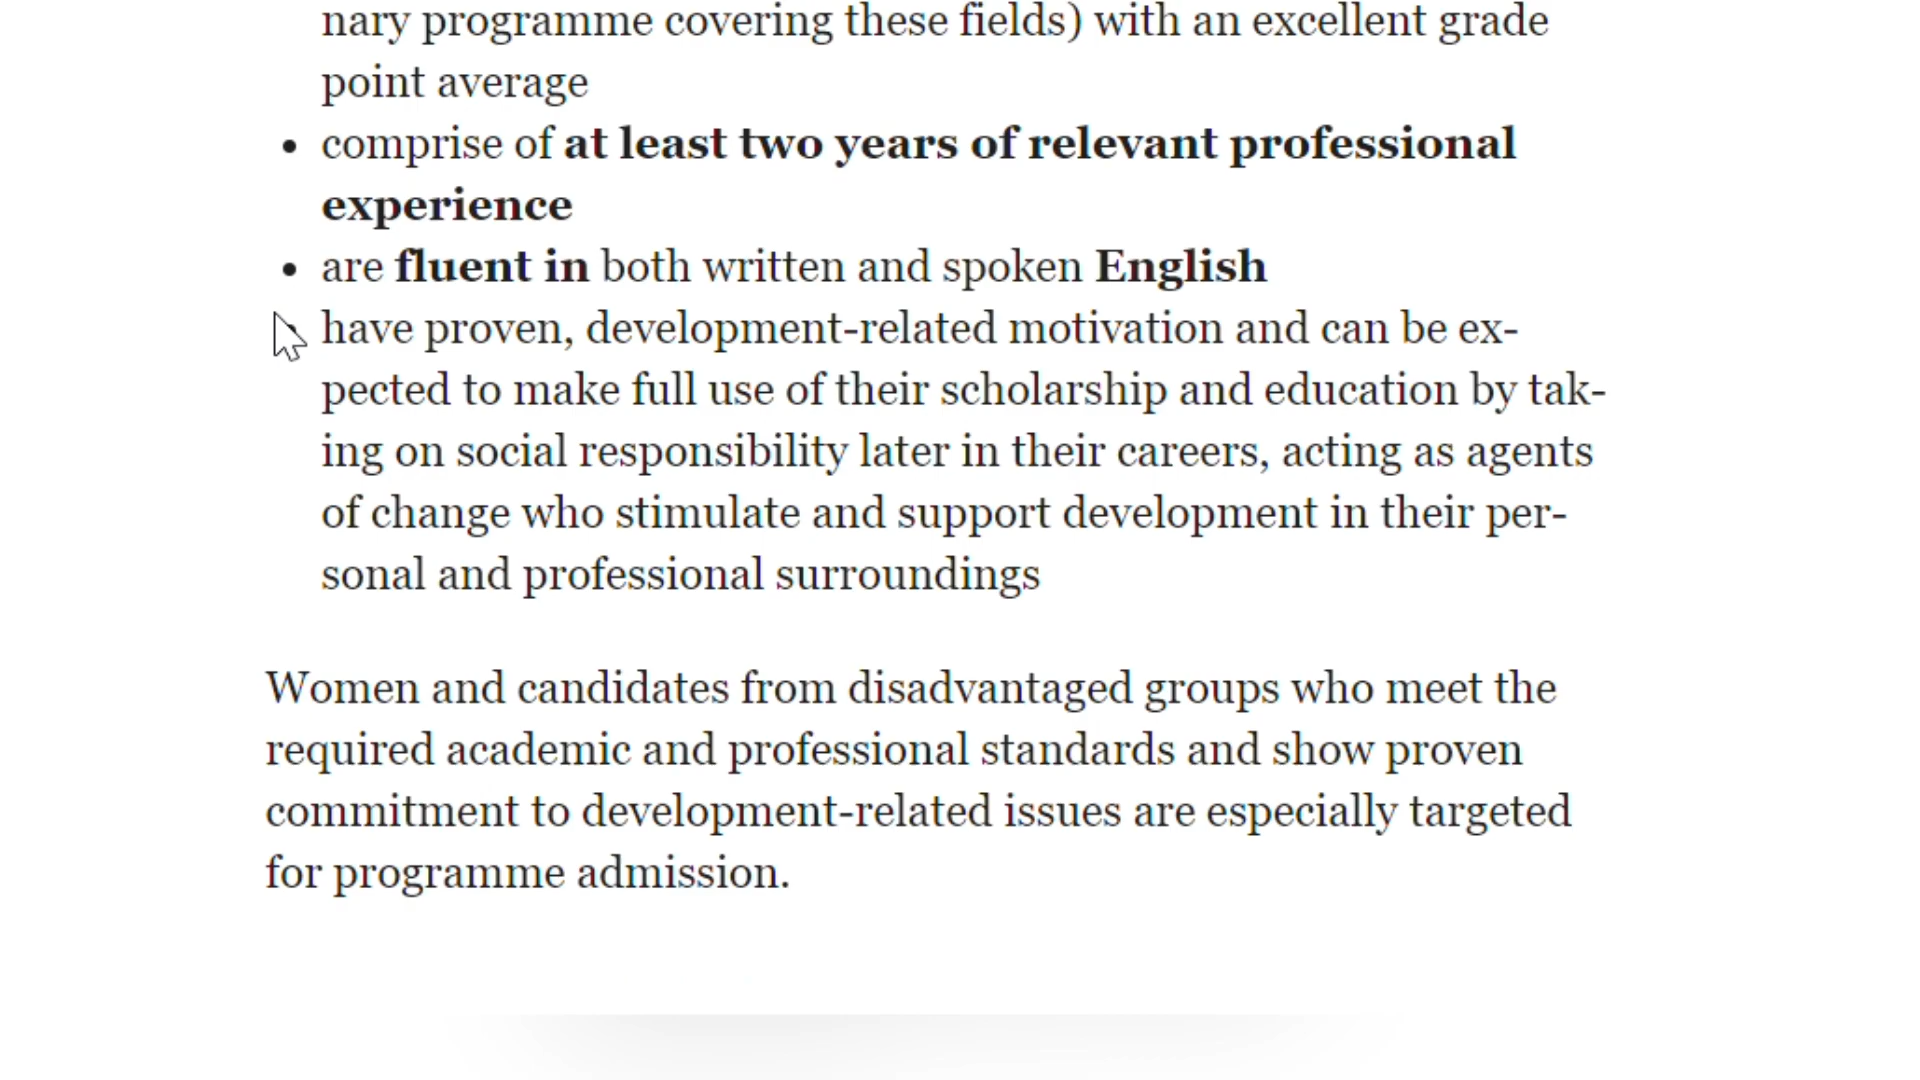 nary programme covering these fields) with an excellent grade
point average
• comprise of at least two years of relevant professional
experience
• are fluent in both written and spoken English
have proven, development-related motivation and can be ex-
pected to make full use of their scholarship and education by tak-
ing on social responsibility later in their careers, acting as agents
of change who stimulate and support development in their per-
sonal and professional surroundings
Women and candidates from disadvantaged groups who meet the
required academic and professional standards and show proven
commitment to development-related issues are especially targeted
for programme admission.